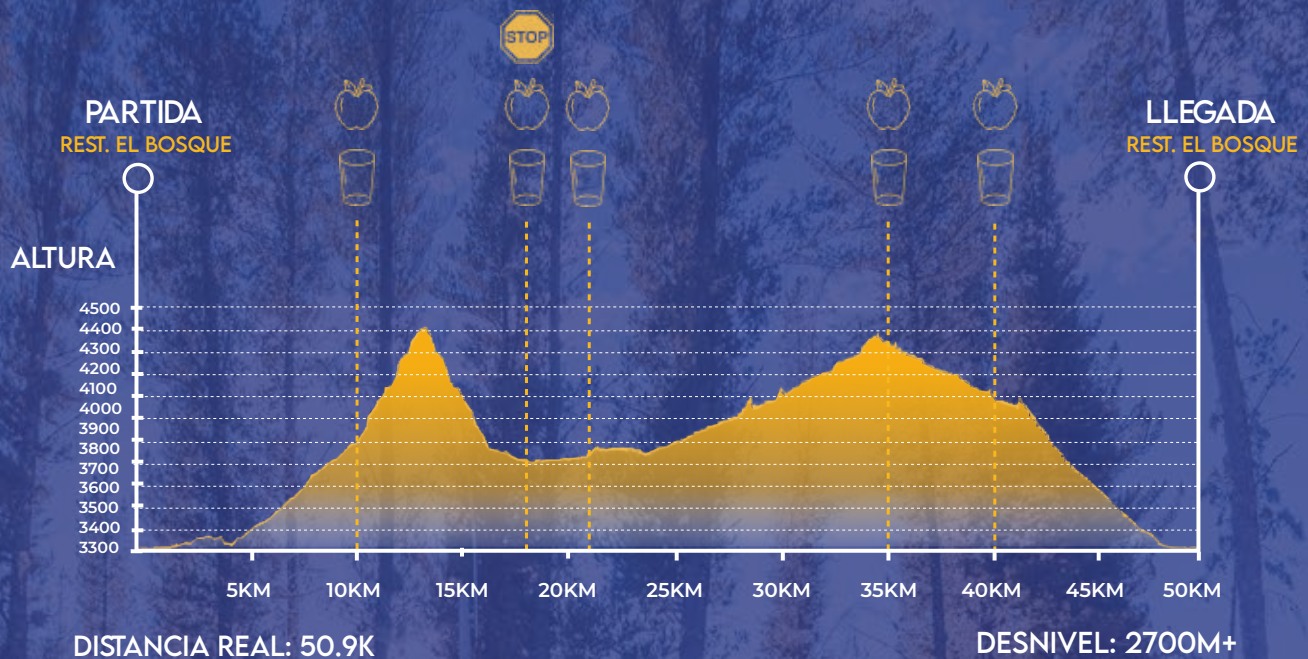 STOP
PARTIDA
REST. EL BOSQUE
LLEGADA
REST. EL BOSQUE
ALTURA
4500
4400
4300
4200
4100
4000
3900
3800
3700
3600
3500
3400
3300
5KM 10KM 15KM 20KM 25KM 30KM 35KM 40KM 45KM 50KM
DISTANCIA REAL: 50.9K
DESNIVEL: 2700M+